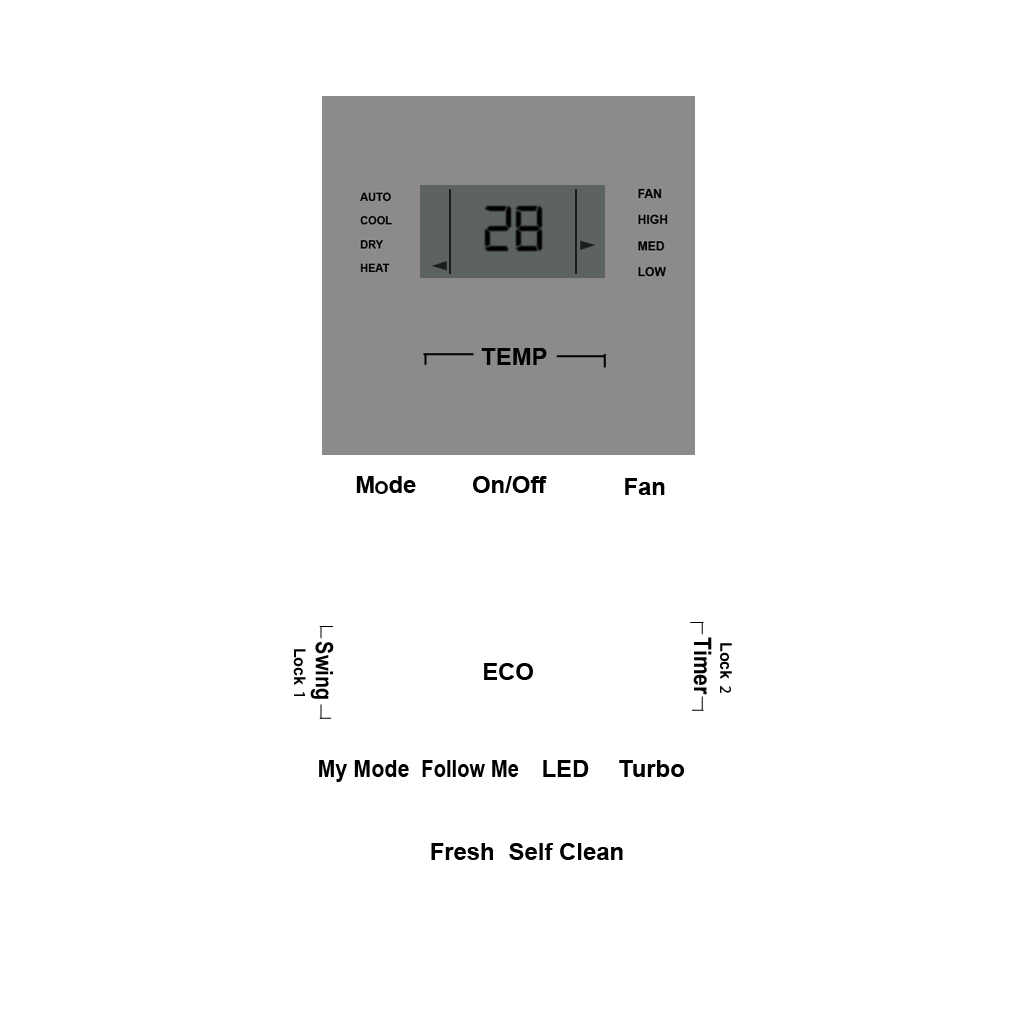 AUTO
COOL
DRY
HEAT
28
FAN
HIGH
MED
LOW
TEMP
Mode On/Off Fan
Swing
Lock 1
ECO
Timer
Lock 2
My Mode Follow Me LED Turbo
Fresh Self Clean